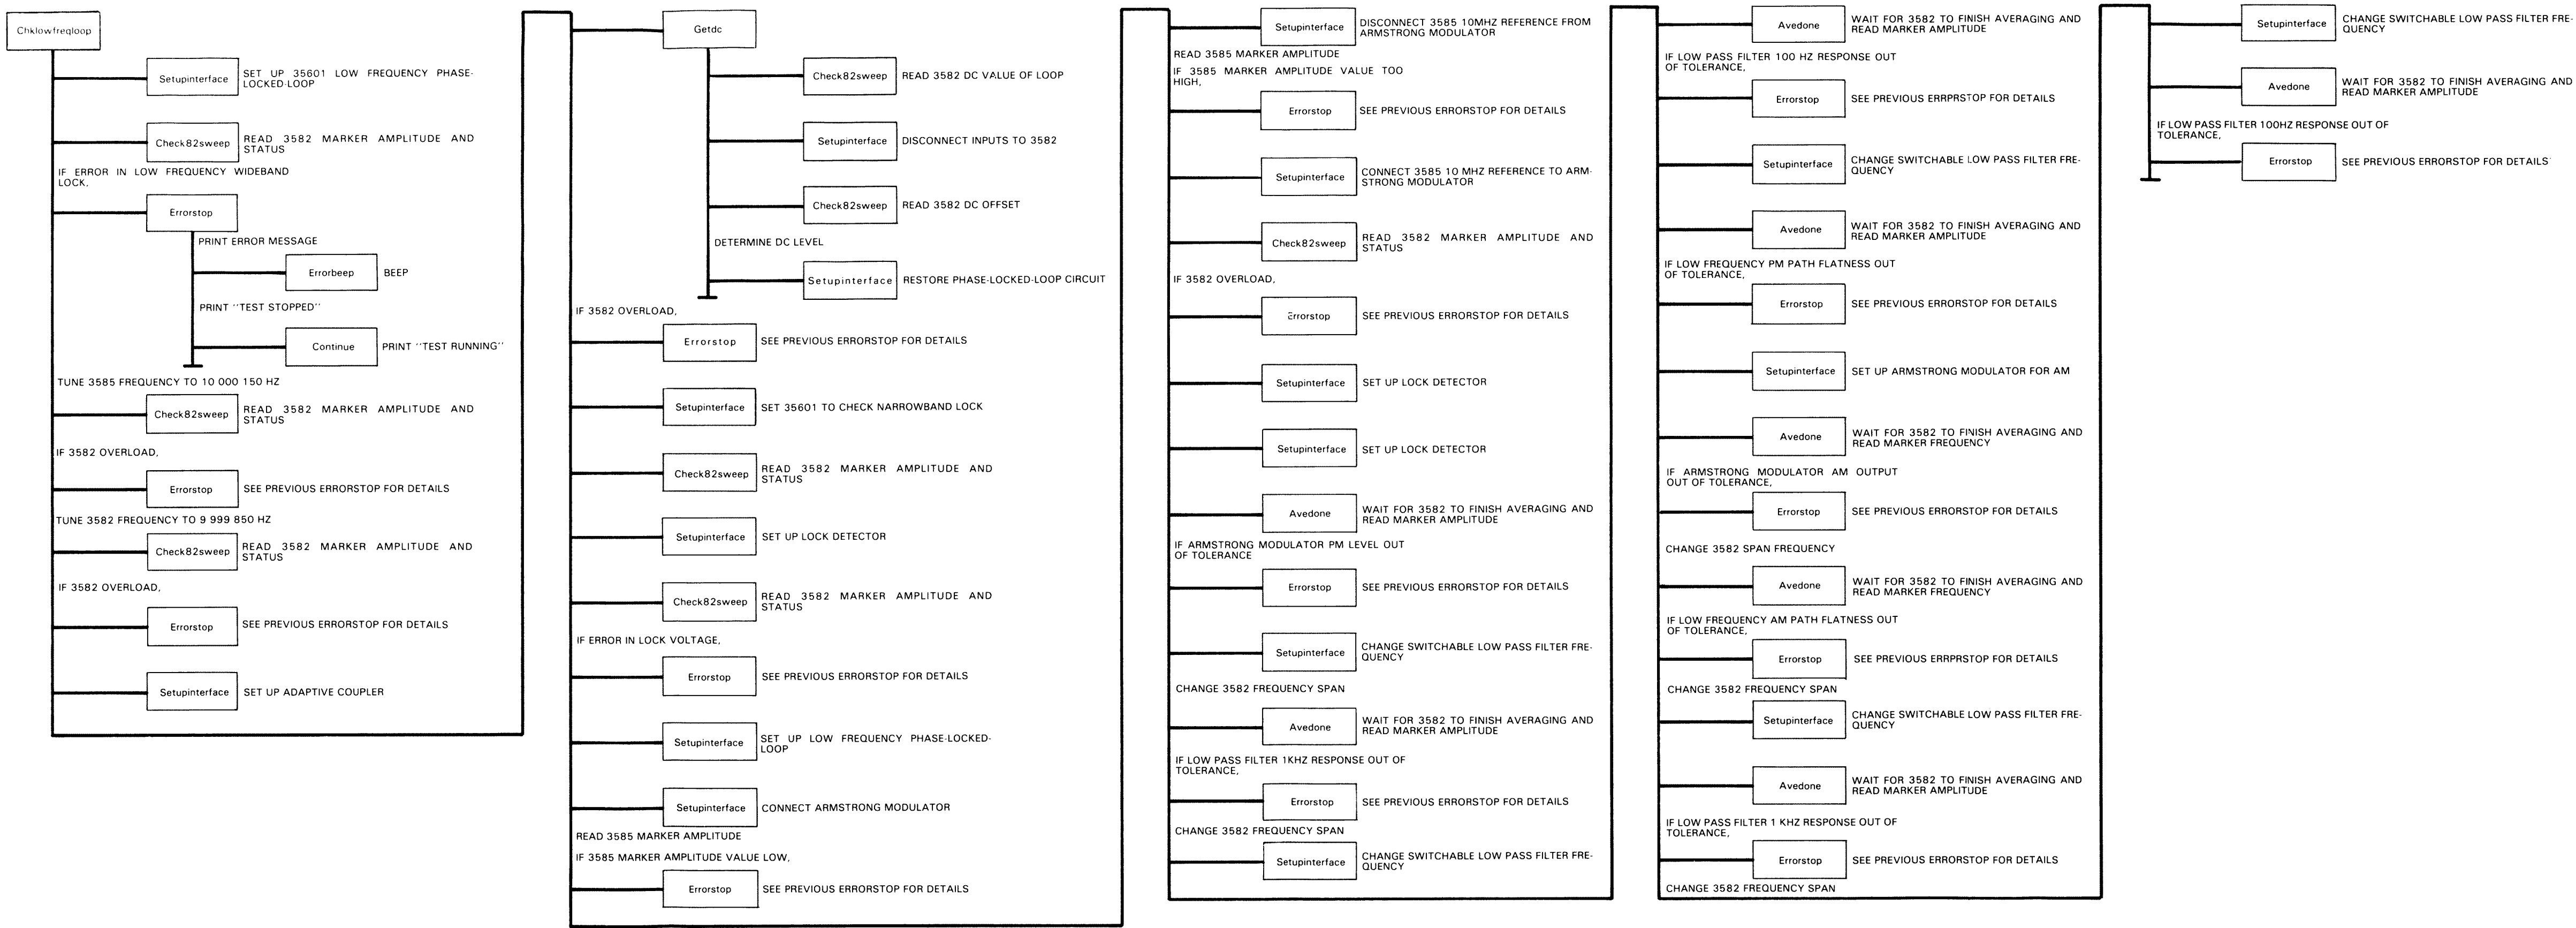 Chklowfreqloop
Setupinterface
SET UP 35601 LOW FREQUENCY PHASE-
LOCKED-LOOP
Check82sweep
READ 3582 MARKER AMPLITUDE AND
STATUS
IF ERROR IN LOW FREQUENCY WIDEBAND
LOCK,
Errorstop
PRINT ERROR MESSAGE
Errorbeep
BEEP
PRINT ''TEST STOPPED''
Continue
PRINT ''TEST RUNNING''
TUNE 3585 FREQUENCY TO 10 000 150 HZ
Check82sweep
READ 3582 MARKER AMPLITUDE AND
STATUS
IF 3582 OVERLOAD,
Errorstop
SEE PREVIOUS ERRORSTOP FOR DETAILS
TUNE 3582 FREQUENCY TO 9 999 850 HZ
Check82sweep
READ 3582 MARKER AMPLITUDE AND
STATUS
IF 3582 OVERLOAD,
Errorstop
SEE PREVIOUS ERRORSTOP FOR DETAILS
Setupinterface
SET UP ADAPTIVE COUPLER
Getdc
Check82sweep
READ 3582 DC VALUE OF LOOP
Setupinterface
DISCONNECT INPUTS TO 3582
Check82sweep
READ 3582 DC OFFSET
DETERMINE DC LEVEL
Setupinterface
RESTORE PHASE-LOCKED-LOOP CIRCUIT
IF 3582 OVERLOAD,
Errorstop
SEE PREVIOUS ERRORSTOP FOR DETAILS
Setupinterface
SET 35601 TO CHECK NARROWBAND LOCK
Check82sweep
READ 3582 MARKER AMPLITUDE AND
STATUS
Setupinterface
SET UP LOCK DETECTOR
Check82sweep
READ 3582 MARKER AMPLITUDE AND
STATUS
IF ERROR IN LOCK VOLTAGE,
Errorstop
SEE PREVIOUS ERRORSTOP FOR DETAILS
Setupinterface
SET UP LOW FREQUENCY PHASE-LOCKED-
LOOP
Setupinterface
CONNECT ARMSTRONG MODULATOR
READ 3585 MARKER AMPLITUDE
IF 3585 MARKER AMPLITUDE VALUE LOW,
Errorstop
SEE PREVIOUS ERRORSTOP FOR DETAILS
Setupinterface
DISCONNECT 3585 10MHZ REFERENCE FROM
ARMSTRONG MODULATOR
READ 3585 MARKER AMPLITUDE
IF 3585 MARKER AMPLITUDE VALUE TOO
HIGH,
Errorstop
SEE PREVIOUS ERRORSTOP FOR DETAILS
Setupinterface
CONNECT 3585 10 MHZ REFERENCE TO ARM-
STRONG MODULATOR
Check82sweep
READ 3582 MARKER AMPLITUDE AND
STATUS
IF 3582 OVERLOAD,
Errorstop
SEE PREVIOUS ERRORSTOP FOR DETAILS
Setupinterface
SET UP LOCK DETECTOR
Setupinterface
SET UP LOCK DETECTOR
Avedone
WAIT FOR 3582 TO FINISH AVERAGING AND
READ MARKER AMPLITUDE
IF ARMSTRONG MODULATOR PM LEVEL OUT
OF TOLERANCE
Errorstop
SEE PREVIOUS ERRORSTOP FOR DETAILS
Setupinterface
CHANGE SWITCHABLE LOW PASS FILTER FRE-
QUENCY
CHANGE 3582 FREQUENCY SPAN
Avedone
WAIT FOR 3582 TO FINISH AVERAGING AND
READ MARKER AMPLITUDE
IF LOW PASS FILTER 1KHZ RESPONSE OUT OF
TOLERANCE,
Errorstop
SEE PREVIOUS ERRORSTOP FOR DETAILS
CHANGE 3582 FREQUENCY SPAN
Setupinterface
CHANGE SWITCHABLE LOW PASS FILTER FRE-
QUENCY
Avedone
WAIT FOR 3582 TO FINISH AVERAGING AND
READ MARKER AMPLITUDE
IF LOW PASS FILTER 100 HZ RESPONSE OUT
OF TOLERANCE,
Errorstop
SEE PREVIOUS ERRPRSTOP FOR DETAILS
Setupinterface
CHANGE SWITCHABLE LOW PASS FILTER FRE-
QUENCY
Avedone
WAIT FOR 3582 TO FINISH AVERAGING AND
READ MARKER AMPLITUDE
IF LOW FREQUENCY PM PATH FLATNESS OUT
OF TOLERANCE,
Errorstop
SEE PREVIOUS ERRORSTOP FOR DETAILS
Setupinterface
SET UP ARMSTRONG MODULATOR FOR AM
Avedone
WAIT FOR 3582 TO FINISH AVERAGING AND
READ MARKER FREQUENCY
IF ARMSTRONG MODULATOR AM OUTPUT
OUT OF TOLERANCE,
Errorstop
SEE PREVIOUS ERRORSTOP FOR DETAILS
CHANGE 3582 SPAN FREQUENCY
Avedone
WAIT FOR 3582 TO FINISH AVERAGING AND
READ MARKER FREQUENCY
IF LOW FREQUENCY AM PATH FLATNESS OUT
OF TOLERANCE,
Errorstop
SEE PREVIOUS ERRPRSTOP FOR DETAILS
CHANGE 3582 FREQUENCY SPAN
Setupinterface
CHANGE SWITCHABLE LOW PASS FILTER FRE-
QUENCY
Avedone
WAIT FOR 3582 TO FINISH AVERAGING AND
READ MARKER AMPLITUDE
IF LOW PASS FILTER 1 KHZ RESPONSE OUT OF
TOLERANCE,
Errorstop
SEE PREVIOUS ERRORSTOP FOR DETAILS
CHANGE 3582 FREQUENCY SPAN
Setupinterface
CHANGE SWITCHABLE LOW PASS FILTER FRE-
QUENCY
Avedone
WAIT FOR 3582 TO FINISH AVERAGING AND
READ MARKER AMPLITUDE
IF LOW PASS FILTER 100HZ RESPONSE OUT OF
TOLERANCE,
Errorstop
SEE PREVIOUS ERRORSTOP FOR DETAILS